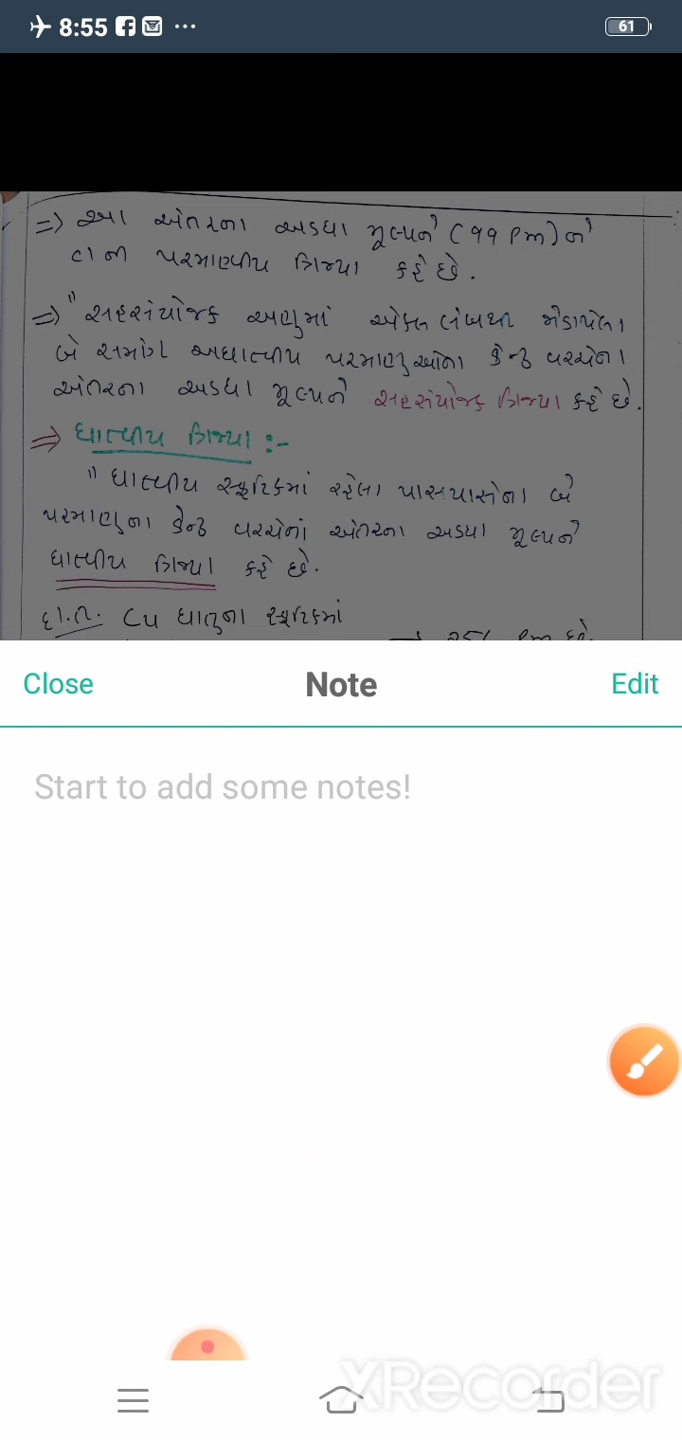 8:55
61
=> આ અંતરના અડધા મૂલ્યને (99 pm) ને
Cl ની પરમાણ્વીય ત્રિજ્યા કહે છે.
=> "સહસંયોજક અણુમાં એકલ બંધથી જોડાયેલા
બે સમાંગ અધાત્વીય પરમાણુઓના કેન્દ્ર વચ્ચેના
અંતરના અડધા મૂલ્યને સહસંયોજક ત્રિજ્યા કહે છે.
=> ધાત્વીય ત્રિજ્યા :-
"ધાત્વીય સ્ફટિકમાં રહેલા પાસપાસેના બે
પરમાણુના કેન્દ્ર વચ્ચેનાં અંતરના અડધા મૂલ્યને
ધાત્વીય ત્રિજ્યા કહે છે.
દા.ત. Cu ધાતુના સ્ફટિકમાં
Close Note Edit
Start to add some notes!
XRecorder